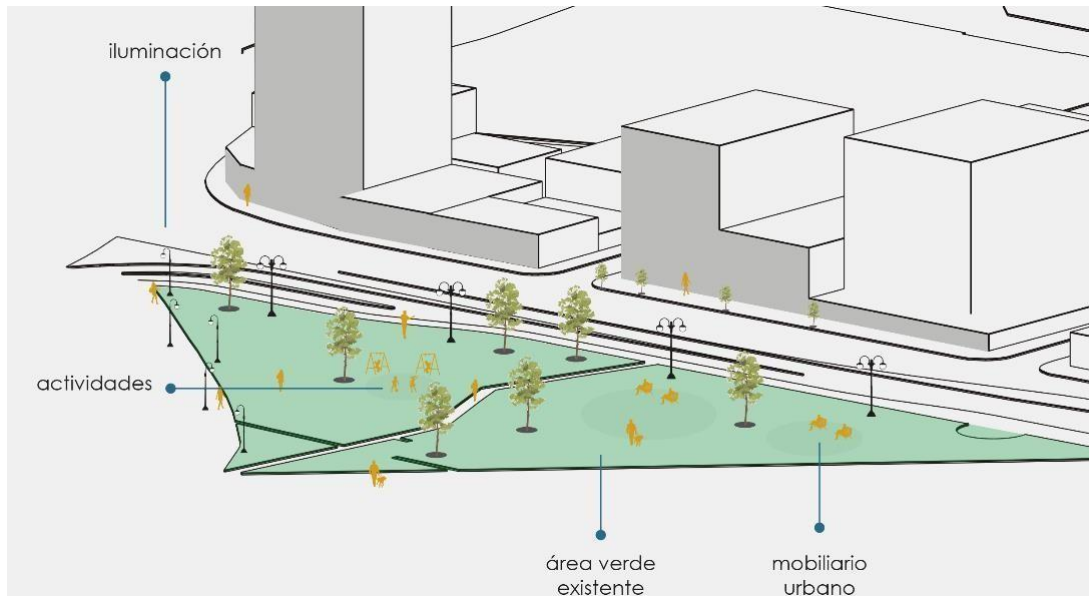 iluminación
actividades
área verde
existente
mobiliario
urbano